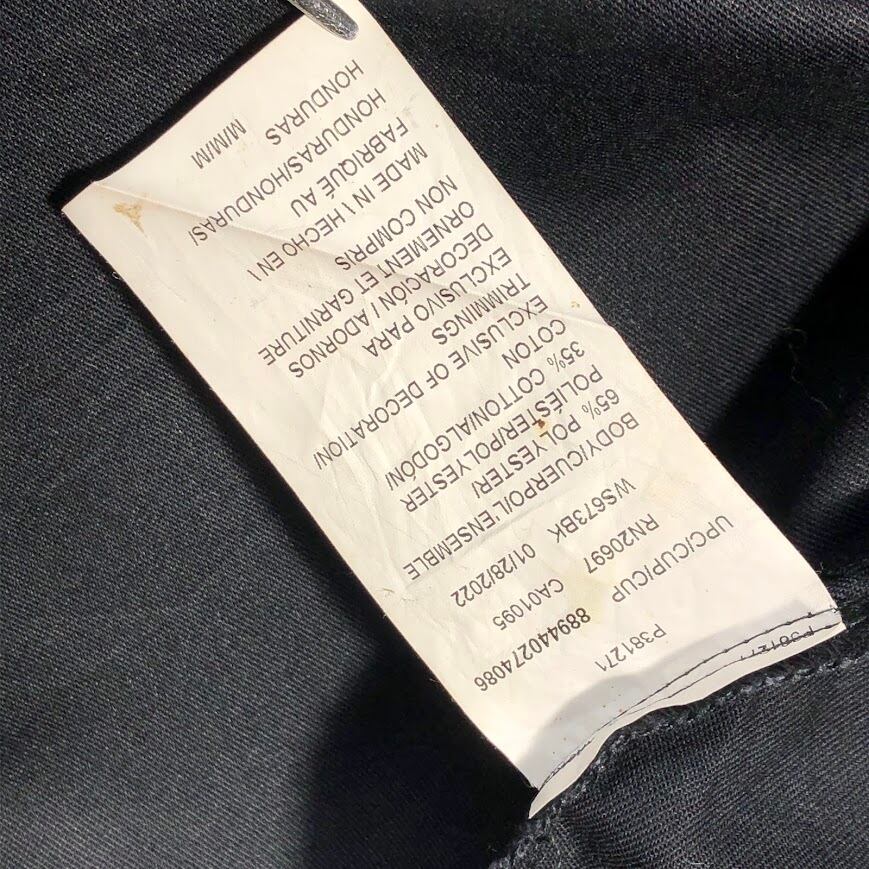 P381271
P381271
UPC/CUP/CUP 889440274086
RN20697 CA01095
WS673BK 01/28/2022
BODY/CUERPO/L'ENSEMBLE
65% POLYESTER/
POLIÉSTER/POLYESTER
35% COTTON/ALGODÓN/
COTON
EXCLUSIVE OF DECORATION/
TRIMMINGS
EXCLUSIVO PARA
DECORACIÓN / ADORNOS
ORNEMENT ET GARNITURE
NON COMPRIS
MADE IN \ HECHO EN \
FABRIQUÉ AU
HONDURAS/HONDURAS/
HONDURAS
M/M/M